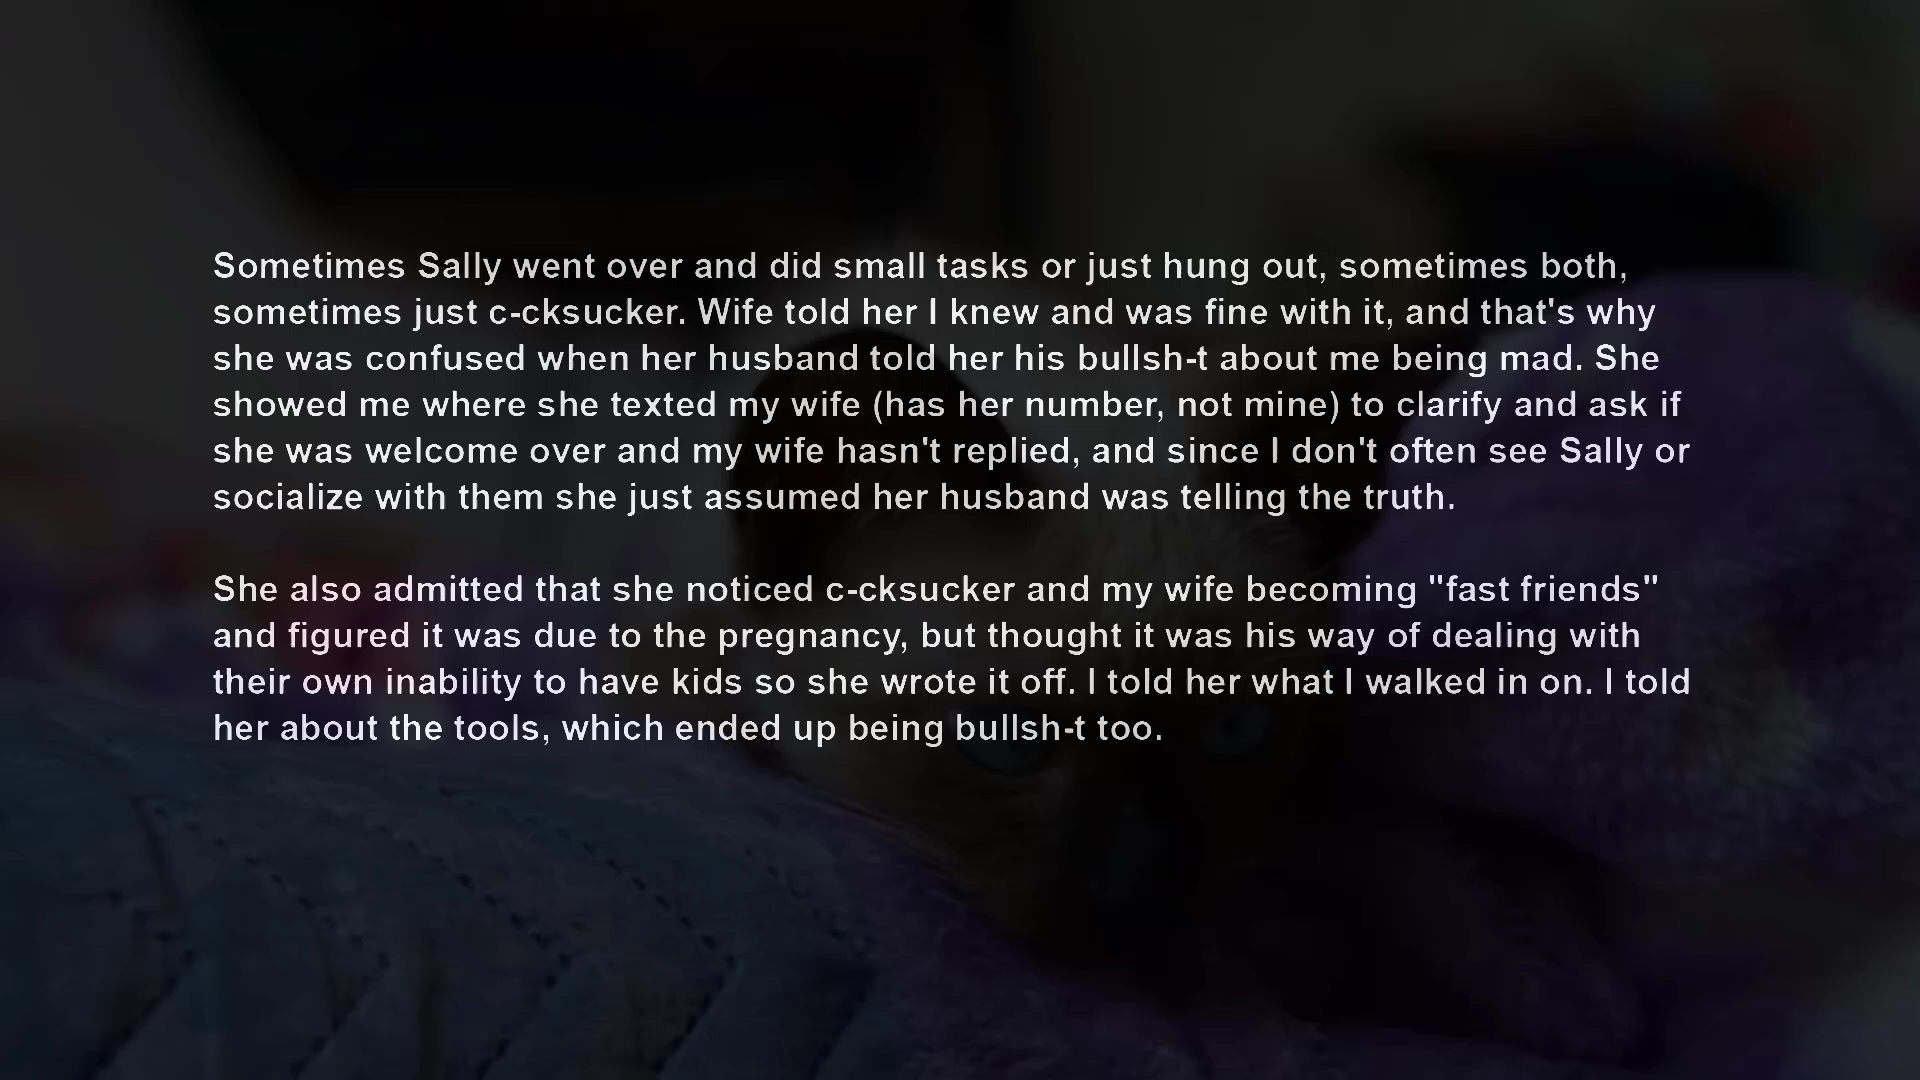 Sometimes Sally went over and did small tasks or just hung out, sometimes both,
sometimes just c-cksucker. Wife told her I knew and was fine with it, and that's why
she was confused when her husband told her his bullsh-t about me being mad. She
showed me where she texted my wife (has her number, not mine) to clarify and ask if
she was welcome over and my wife hasn't replied, and since I don't often see Sally or
socialize with them she just assumed her husband was telling the truth.

She also admitted that she noticed c-cksucker and my wife becoming "fast friends"
and figured it was due to the pregnancy, but thought it was his way of dealing with
their own inability to have kids so she wrote it off. I told her what I walked in on. I told
her about the tools, which ended up being bullsh-t too.